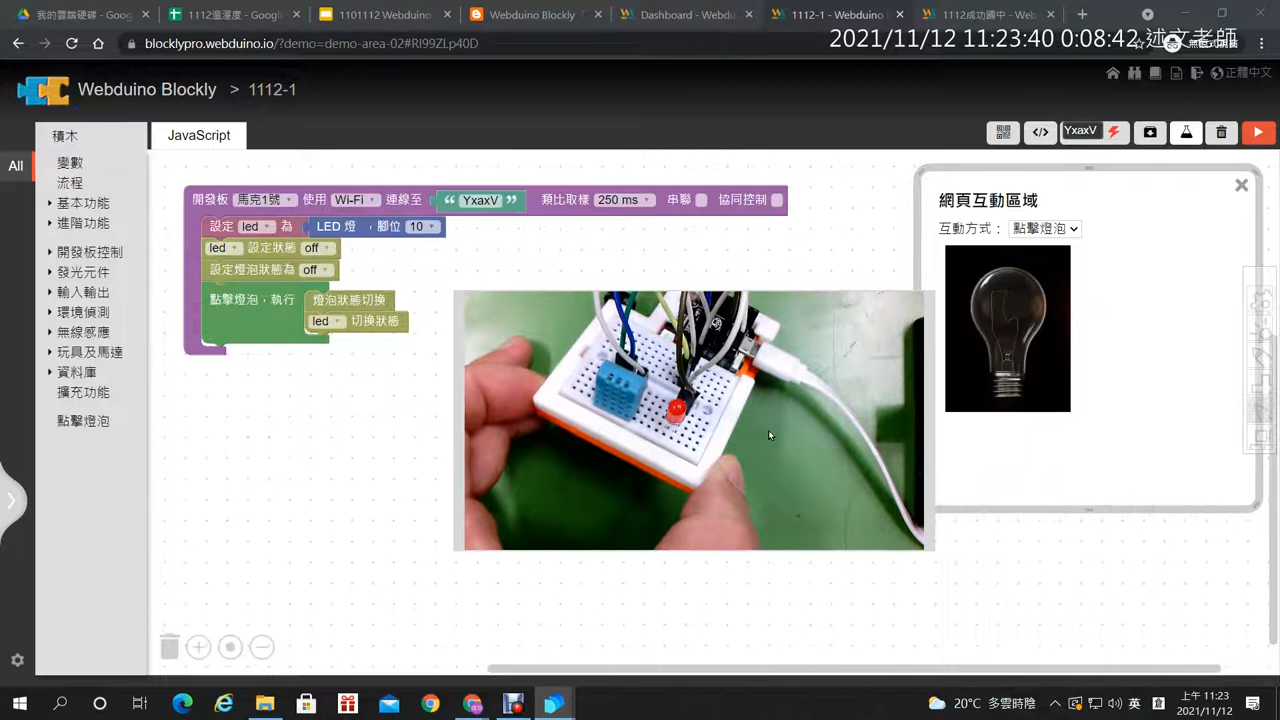 我的雲端硬碟 - Goog
1112溫溼度 - Google
1101112 Webduino
Webduino Blockly
Dashboard - Webdu
1112-1 - Webduino
1112成功國中 - Web
blocklypro.webduino.io/?demo=demo-area-02#RI99ZLp40D
2021/11/12 11:23:40 0:08:42 述文老師
Webduino Blockly > 1112-1
正體中文
積木
JavaScript
YxaxV
All
變數
流程
基本功能
進階功能
開發板控制
發光元件
輸入輸出
環境偵測
無線感應
玩具及馬達
資料庫
擴充功能
點擊燈泡
開發板 馬克1號 使用 Wi-Fi 連線至 “ YxaxV ” 類比取樣 250 ms 串聯 協同控制
設定 led 為 LED 燈 ,腳位 10
led 設定狀態 off
設定燈泡狀態為 off
點擊燈泡,執行 燈泡狀態切換
led 切換狀態
網頁互動區域
互動方式: 點擊燈泡
20°C 多雲時陰
英
上午 11:23
2021/11/12